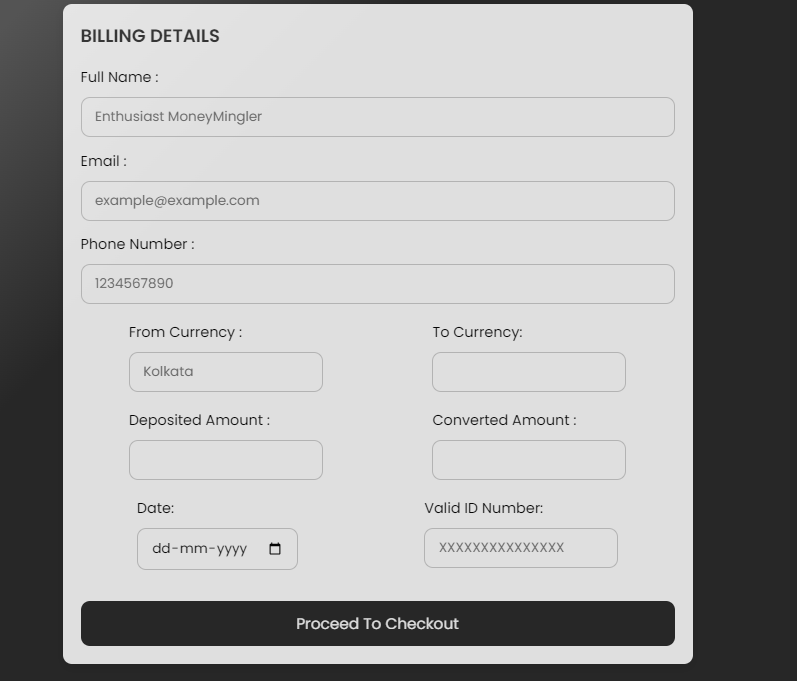 BILLING DETAILS
Full Name :
Enthusiast MoneyMingler
Email :
example@example.com
Phone Number :
1234567890
From Currency :
To Currency:
Kolkata
Deposited Amount :
Converted Amount :
Date:
Valid ID Number:
dd-mm-yyyy
XXXXXXXXXXXXXXX
Proceed To Checkout